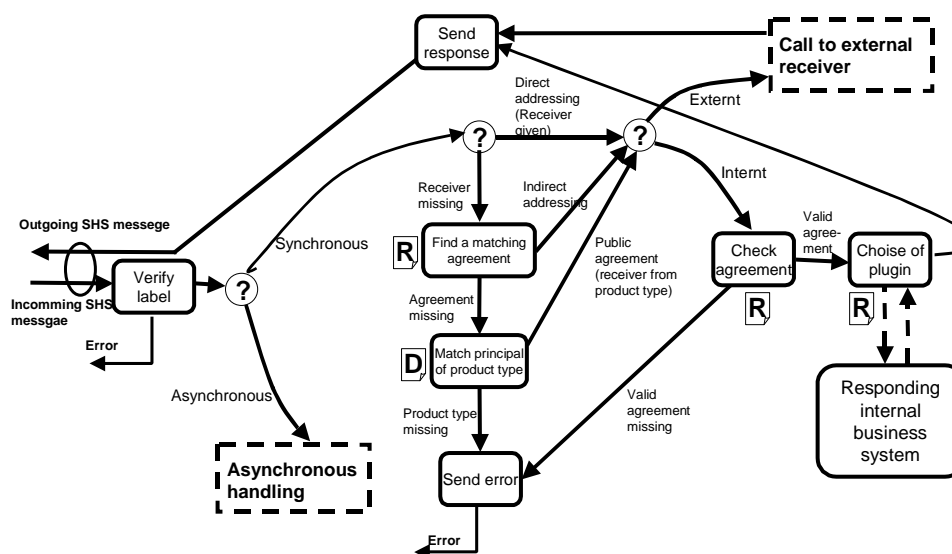 Send
response
Call to external
receiver
Direct
addressing
(Receiver
given)
Externt
?
?
Receiver
missing
Indirect
addressing
Internt
Outgoing SHS messege
Synchronous
R
Find a matching
agreement
Public
agreement
(receiver from
product type)
Valid
agree-
ment
Check
agreement
Choise of
plugin
Verify
label
?
Incomming SHS
messgae
R
R
Agreement
missing
Error
D
Match principal
of product type
Asynchronous
Product type
missing
Valid
agreement
missing
Responding
internal
business
system
Asynchronous
handling
Send error
Error